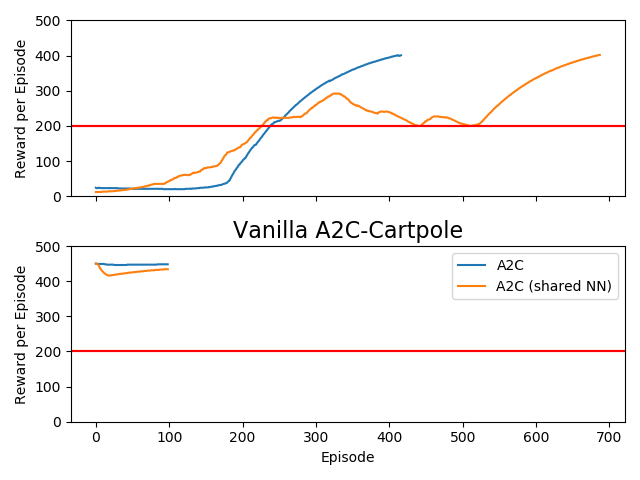 500
400
300
200
100
0
Reward per Episode
Vanilla A2C-Cartpole
500
400
300
200
100
0
Reward per Episode
A2C
A2C (shared NN)
0 100 200 300 400 500 600 700
Episode